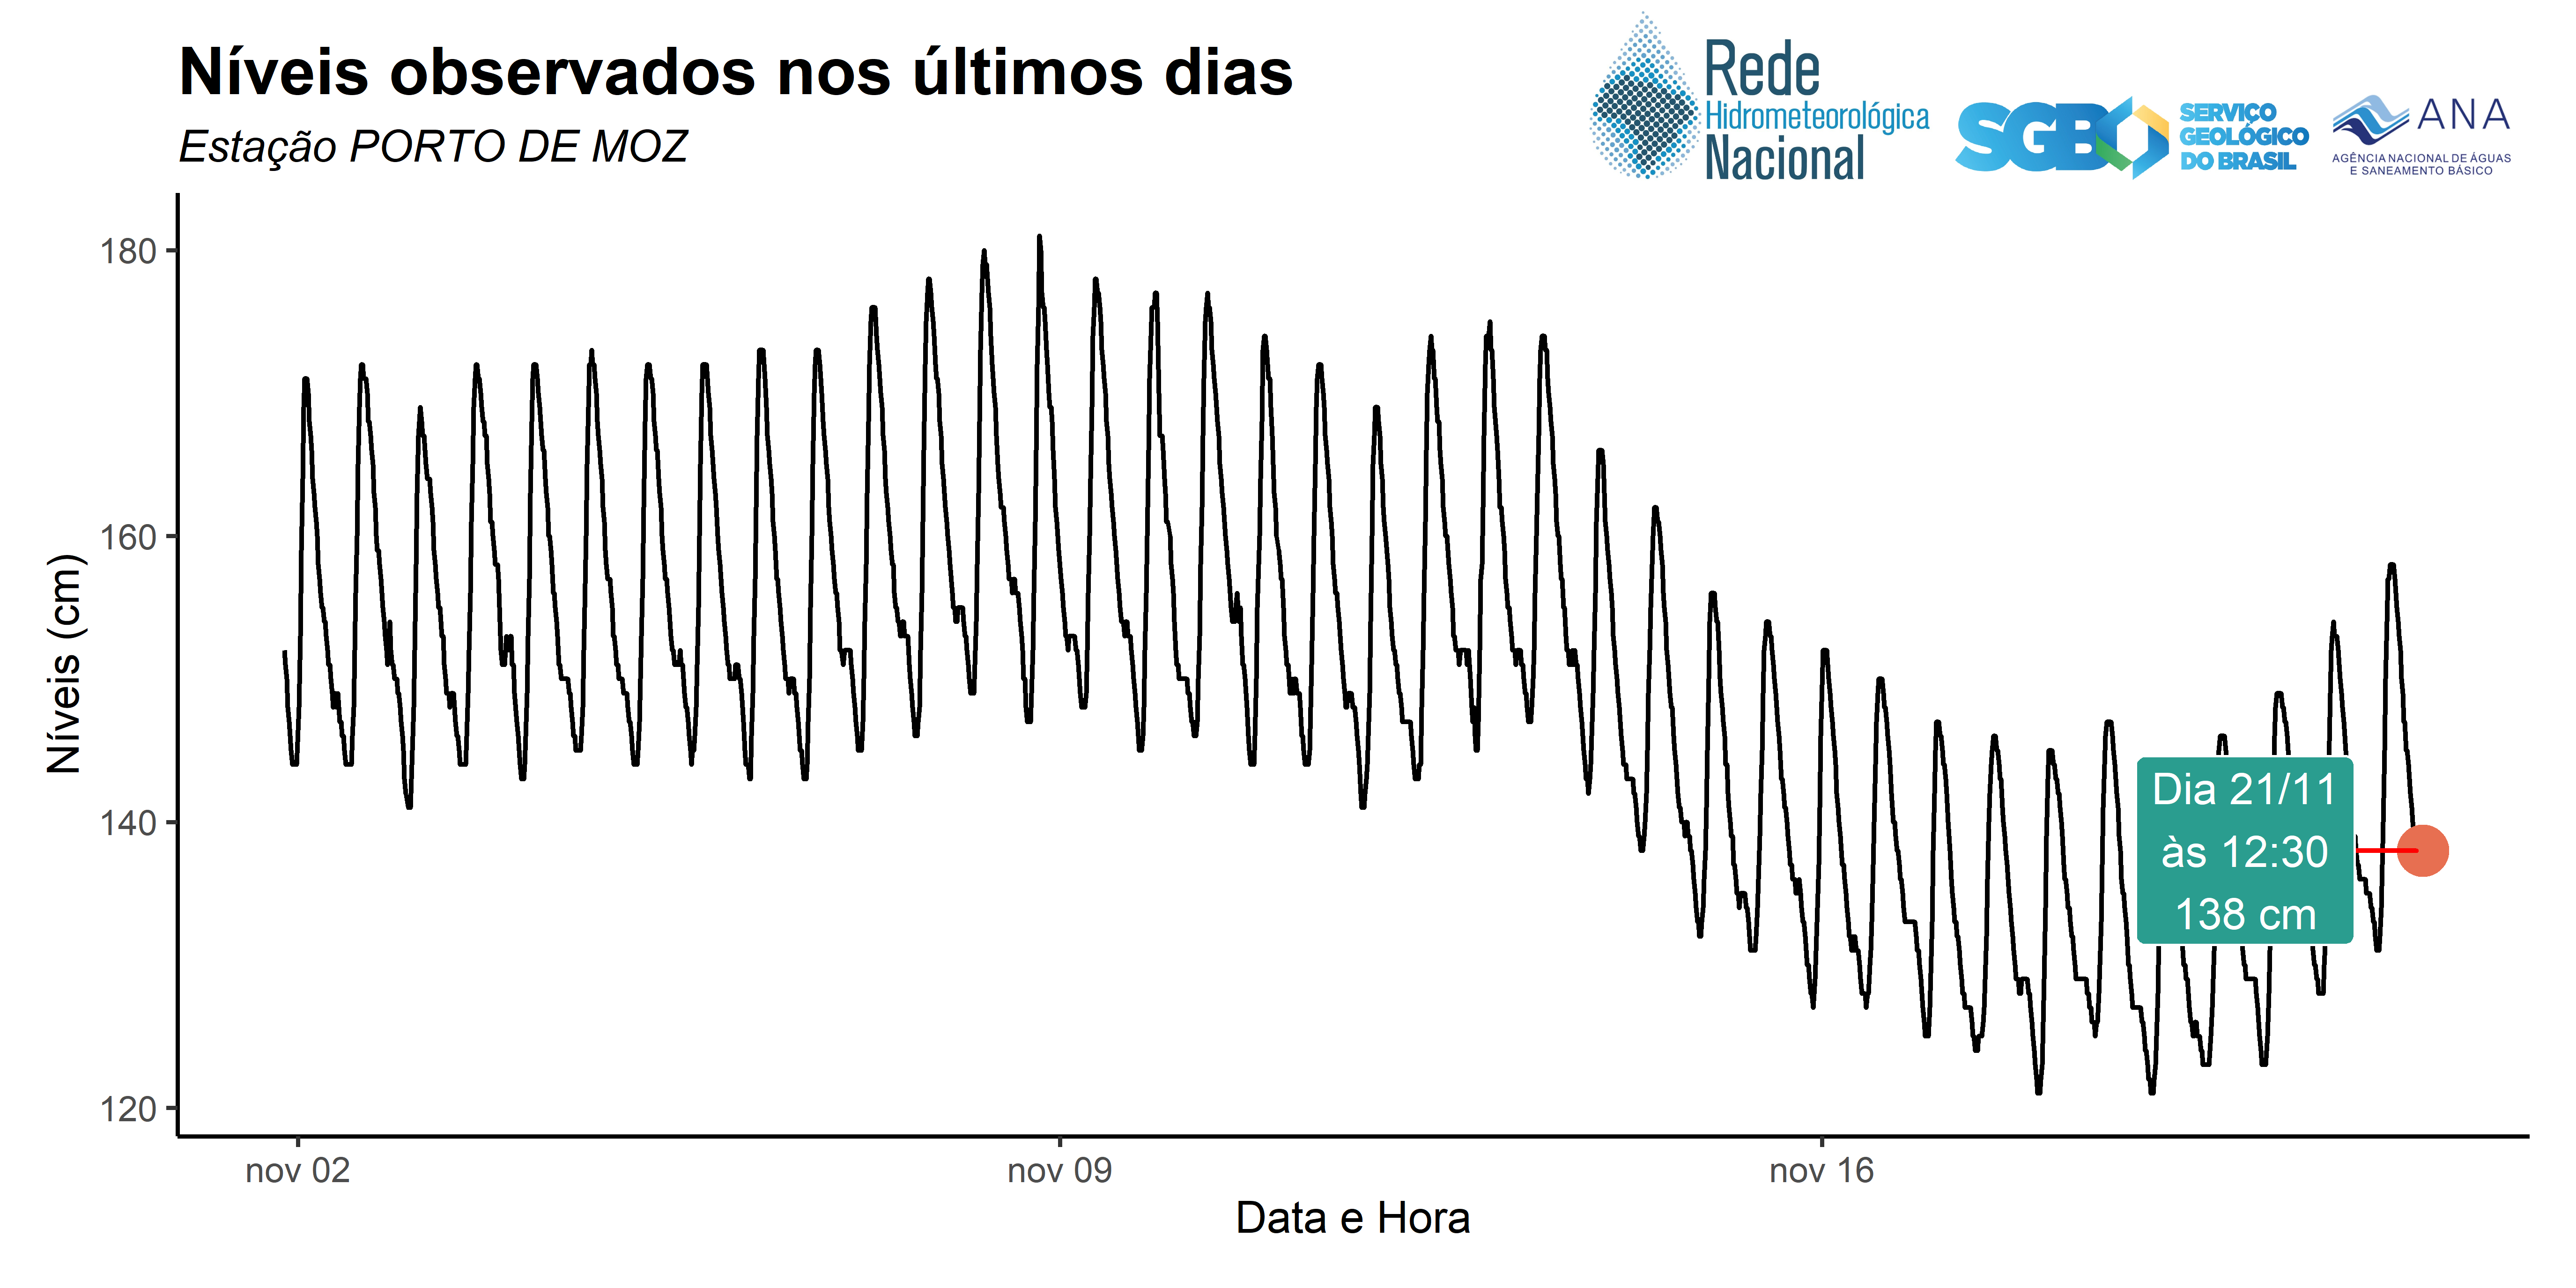 Níveis observados nos últimos dias
Estação PORTO DE MOZ
Rede
Hidrometeorológica
Nacional
SGB
SERVIÇO
GEOLÓGICO
DO BRASIL
ANA
AGÊNCIA NACIONAL DE ÁGUAS
E SANEAMENTO BÁSICO
Níveis (cm)
180
160
140
120
Dia 21/11
às 12:30
138 cm
nov 02
nov 09
nov 16
Data e Hora